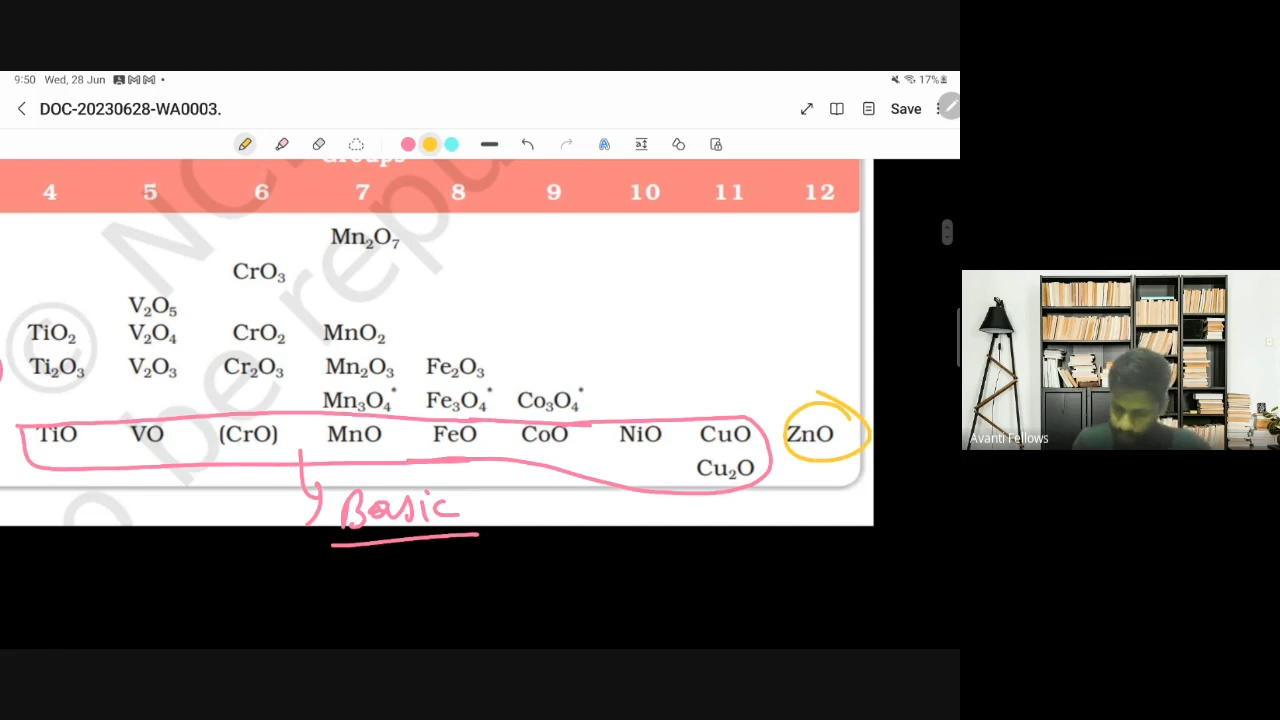 9:50 Wed, 28 Jun
17%
DOC-20230628-WA0003.
Save
Groups
4 5 6 7 8 9 10 11 12
Mn₂O₇
CrO₃
V₂O₅
TiO₂ V₂O₄ CrO₂ MnO₂
Ti₂O₃ V₂O₃ Cr₂O₃ Mn₂O₃ Fe₂O₃
Mn₃O₄* Fe₃O₄* Co₃O₄*
TiO VO (CrO) MnO FeO CoO NiO CuO ZnO
Cu₂O
Basic
Avanti Fellows